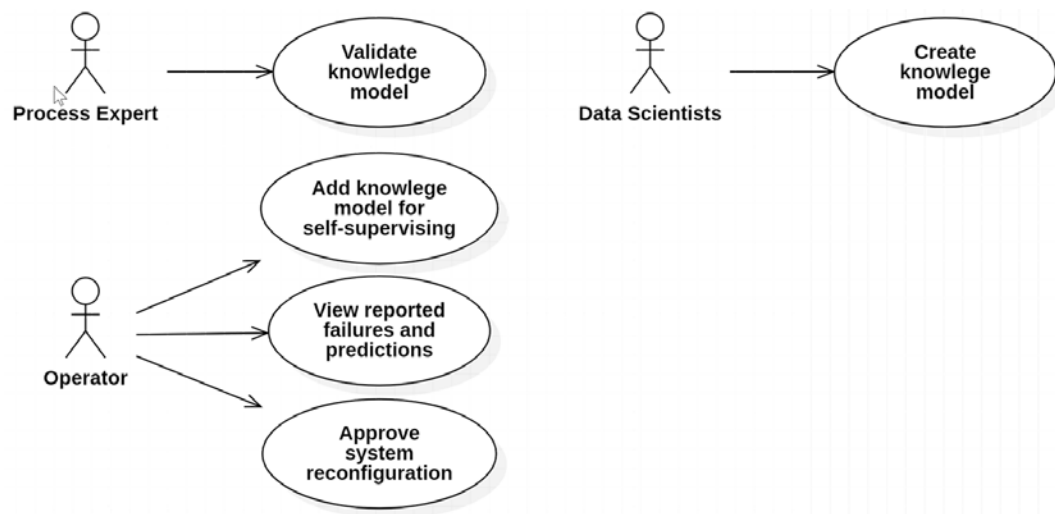 Validate
knowledge
model
Process Expert
Create
knowlege
model
Data Scientists
Add knowlege
model for
self-supervising
View reported
failures and
predictions
Operator
Approve
system
reconfiguration